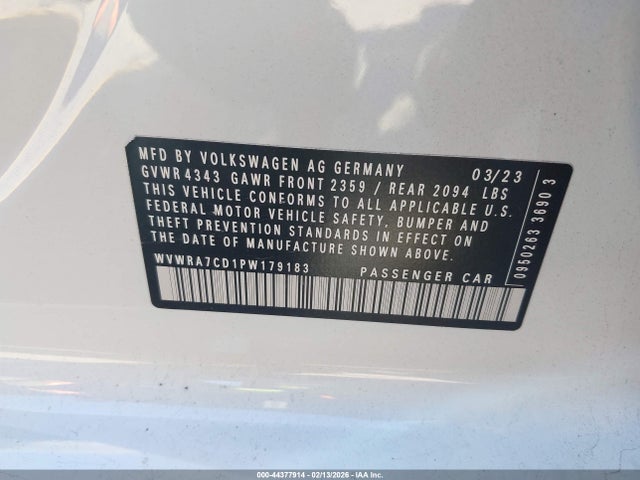 MFD BY VOLKSWAGEN AG GERMANY 03/23
GVWR 4343 GAWR FRONT 2359 / REAR 2094 LBS
THIS VEHICLE CONFORMS TO ALL APPLICABLE U.S.
FEDERAL MOTOR VEHICLE SAFETY, BUMPER AND
THEFT PREVENTION STANDARDS IN EFFECT ON
THE DATE OF MANUFACTURE SHOWN ABOVE.
WVWRA7CD1PW179183 PASSENGER CAR
0950263 3690 3
000-44377914 - 02/13/2026 - IAA Inc.